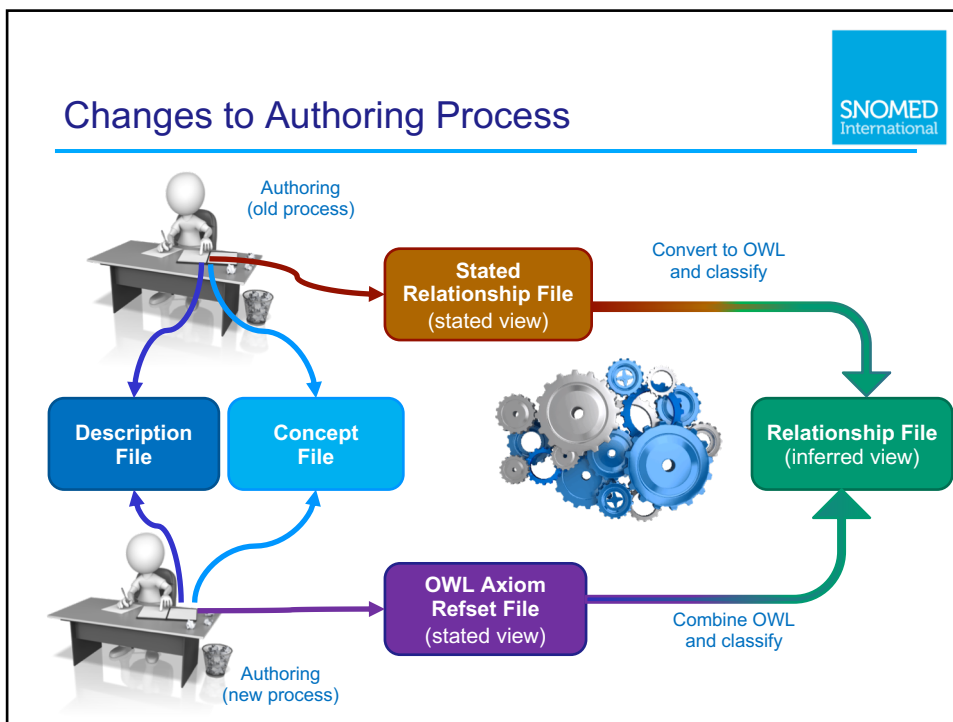 Changes to Authoring Process
SNOMED
International
Authoring
(old process)
Stated
Relationship File
(stated view)
Convert to OWL
and classify
Description
File
Concept
File
Relationship File
(inferred view)
OWL Axiom
Refset File
(stated view)
Combine OWL
and classify
Authoring
(new process)